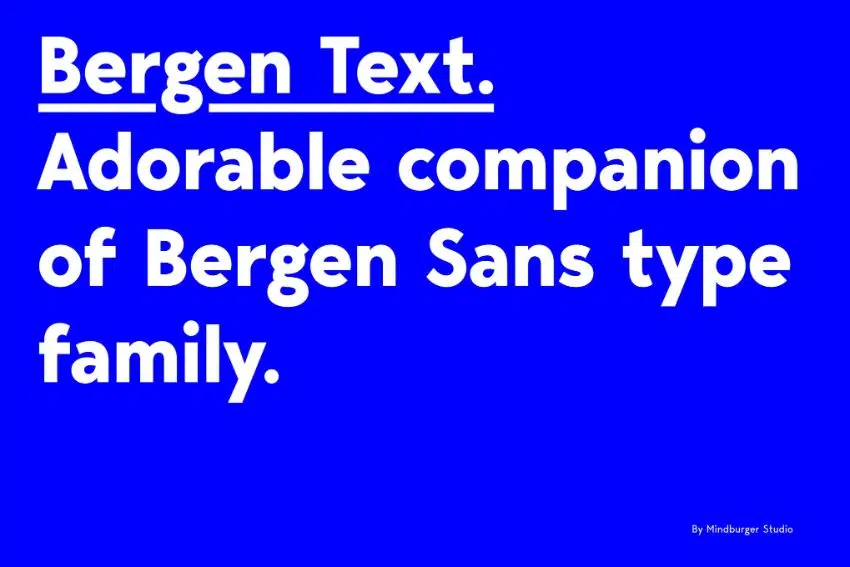 Bergen Text.
Adorable companion
of Bergen Sans type
family.
By Mindburger Studio